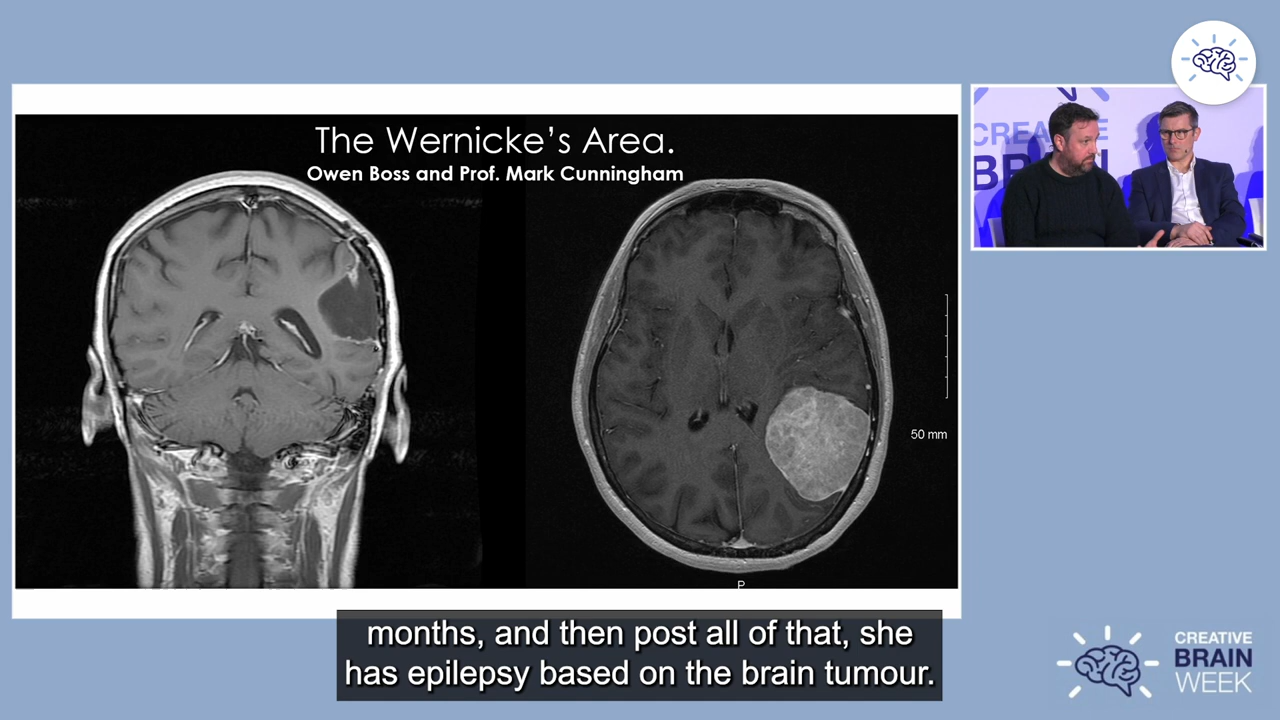 The Wernicke's Area.
Owen Boss and Prof. Mark Cunningham
50 mm
P
CREATIVE
BRAIN
WEEK
months, and then post all of that, she
has epilepsy based on the brain tumour.